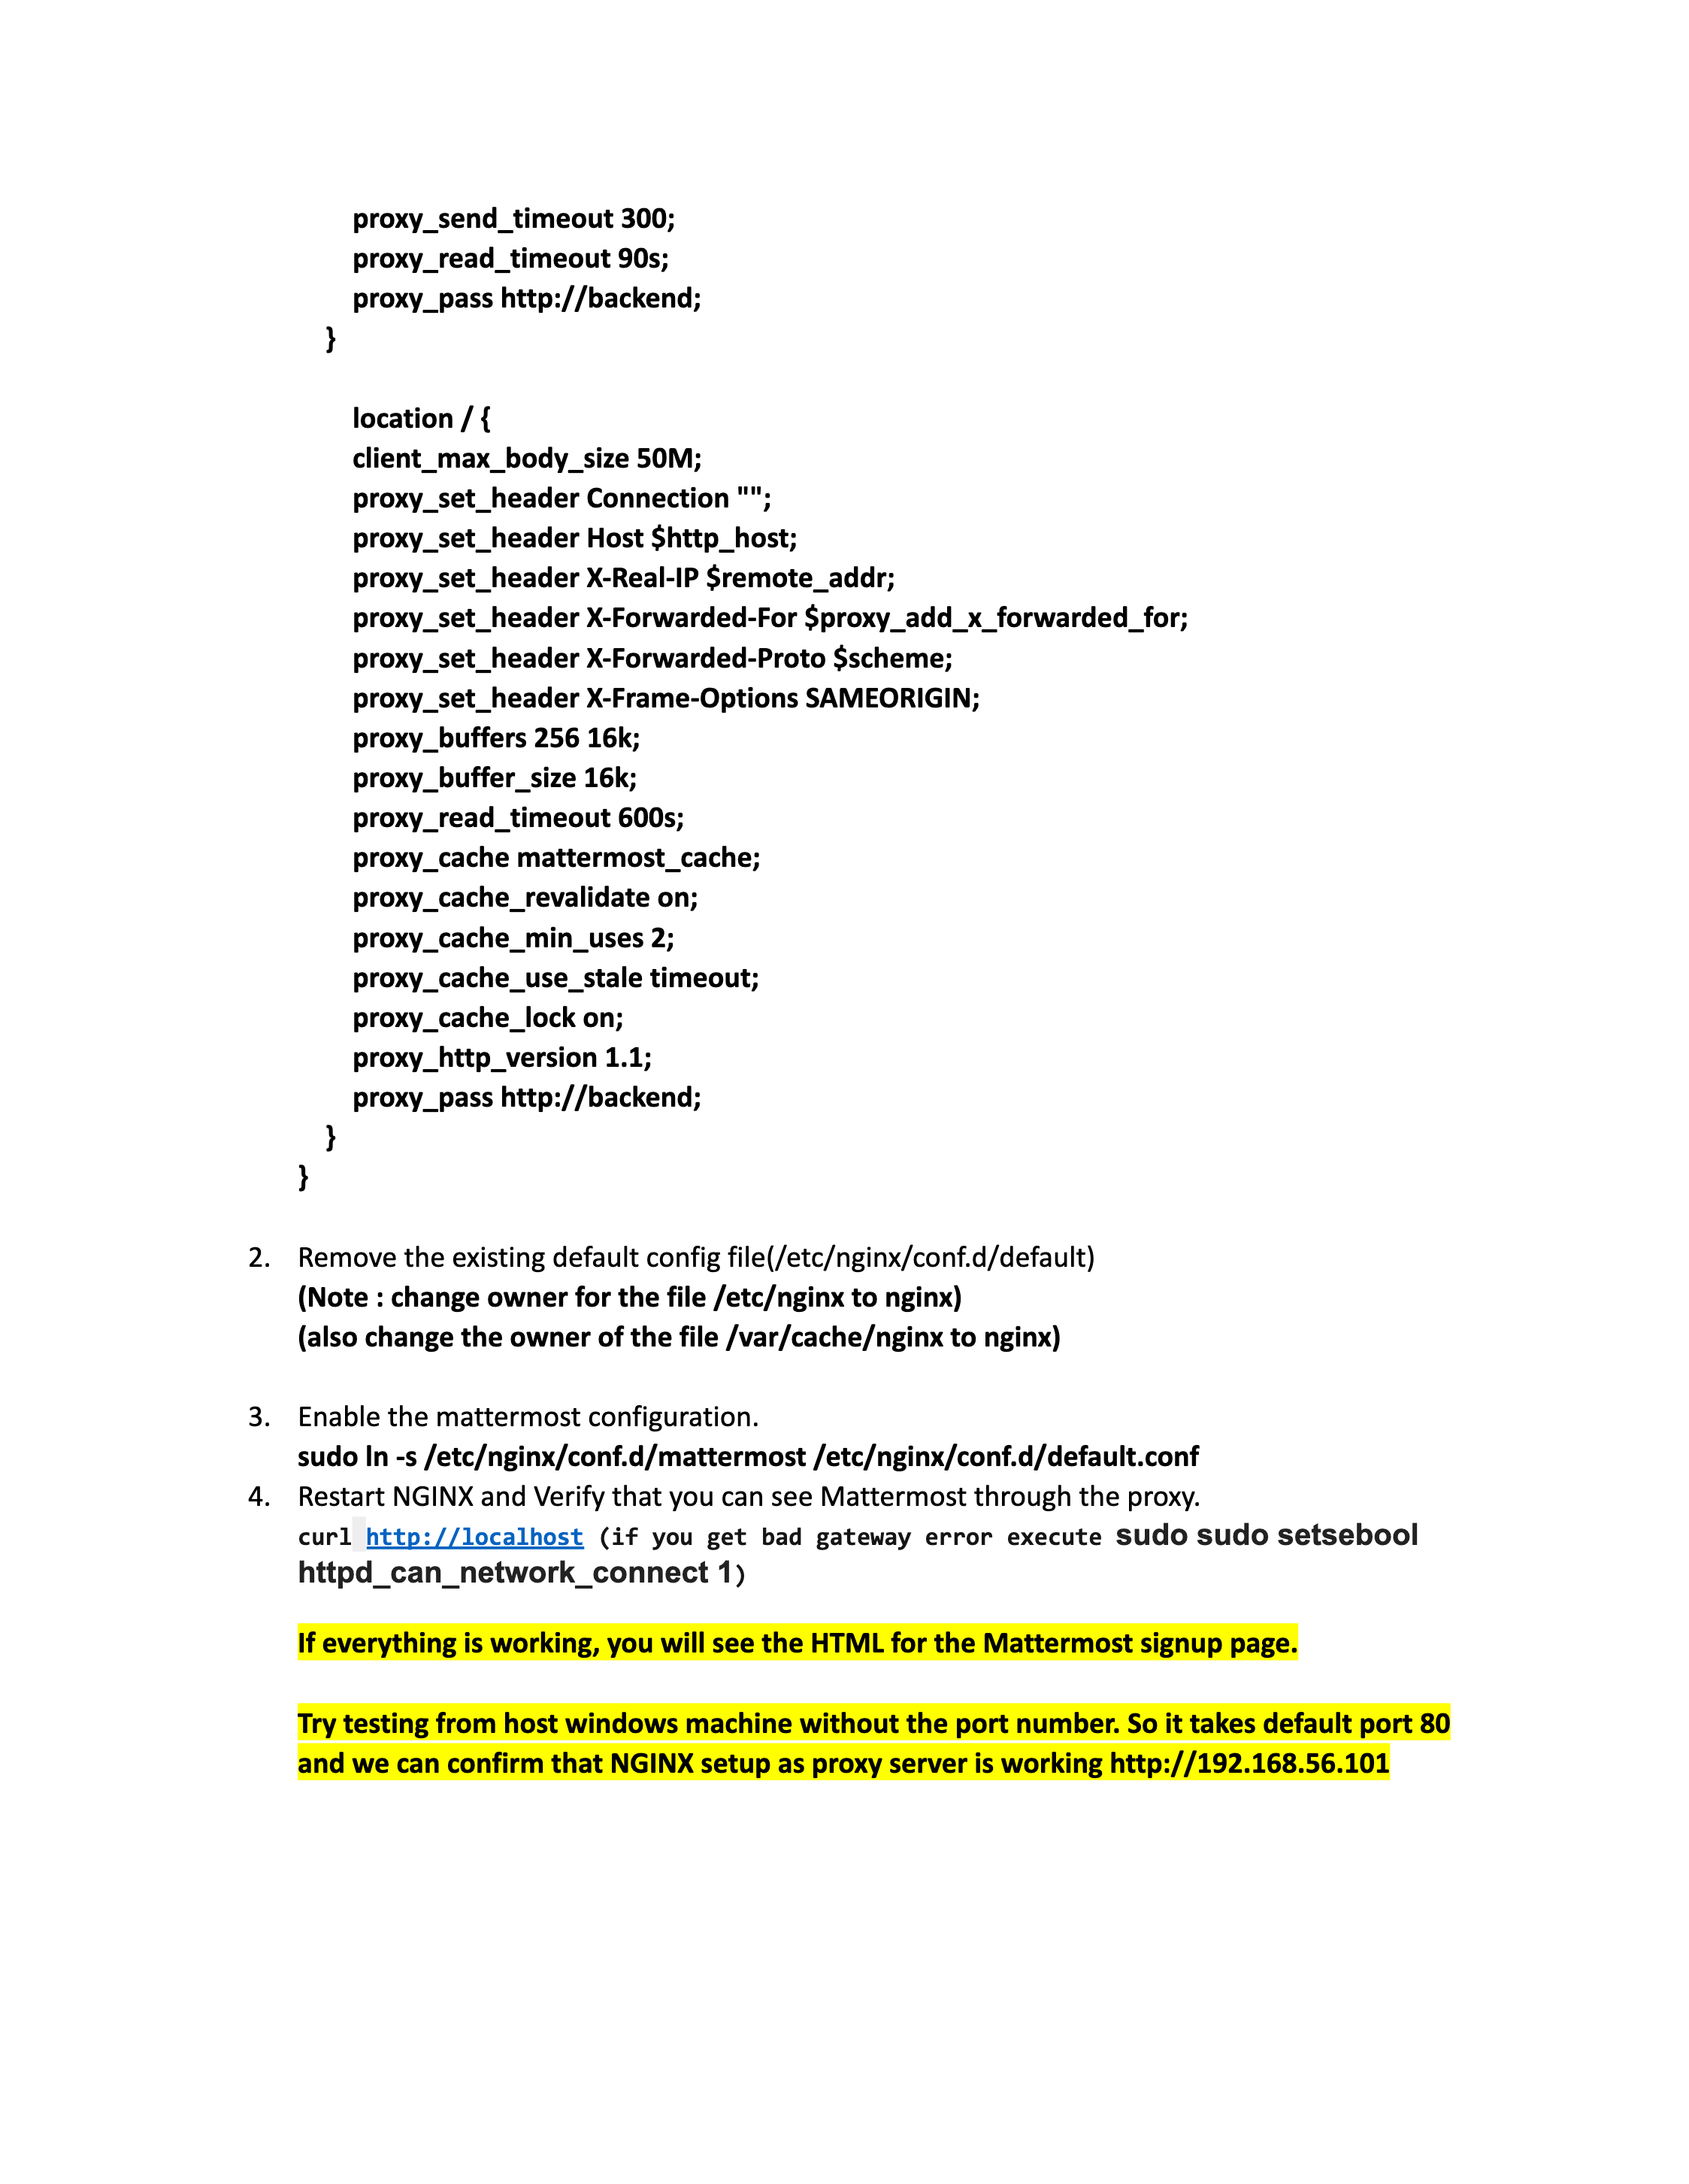 proxy_send_timeout 300;
proxy_read_timeout 90s;
proxy_pass http://backend;
}
location / {
client_max_body_size 50M;
proxy_set_header Connection "";
proxy_set_header Host $http_host;
proxy_set_header X-Real-IP $remote_addr;
proxy_set_header X-Forwarded-For $proxy_add_x_forwarded_for;
proxy_set_header X-Forwarded-Proto $scheme;
proxy_set_header X-Frame-Options SAMEORIGIN;
proxy_buffers 256 16k;
proxy_buffer_size 16k;
proxy_read_timeout 600s;
proxy_cache mattermost_cache;
proxy_cache_revalidate on;
proxy_cache_min_uses 2;
proxy_cache_use_stale timeout;
proxy_cache_lock on;
proxy_http_version 1.1;
proxy_pass http://backend;
}
}
2. Remove the existing default config file(/etc/nginx/conf.d/default)
(Note : change owner for the file /etc/nginx to nginx)
(also change the owner of the file /var/cache/nginx to nginx)
3. Enable the mattermost configuration.
sudo ln -s /etc/nginx/conf.d/mattermost /etc/nginx/conf.d/default.conf
4. Restart NGINX and Verify that you can see Mattermost through the proxy.
curl http://localhost (if you get bad gateway error execute sudo sudo setsebool
httpd_can_network_connect 1)
If everything is working, you will see the HTML for the Mattermost signup page.
Try testing from host windows machine without the port number. So it takes default port 80
and we can confirm that NGINX setup as proxy server is working http://192.168.56.101